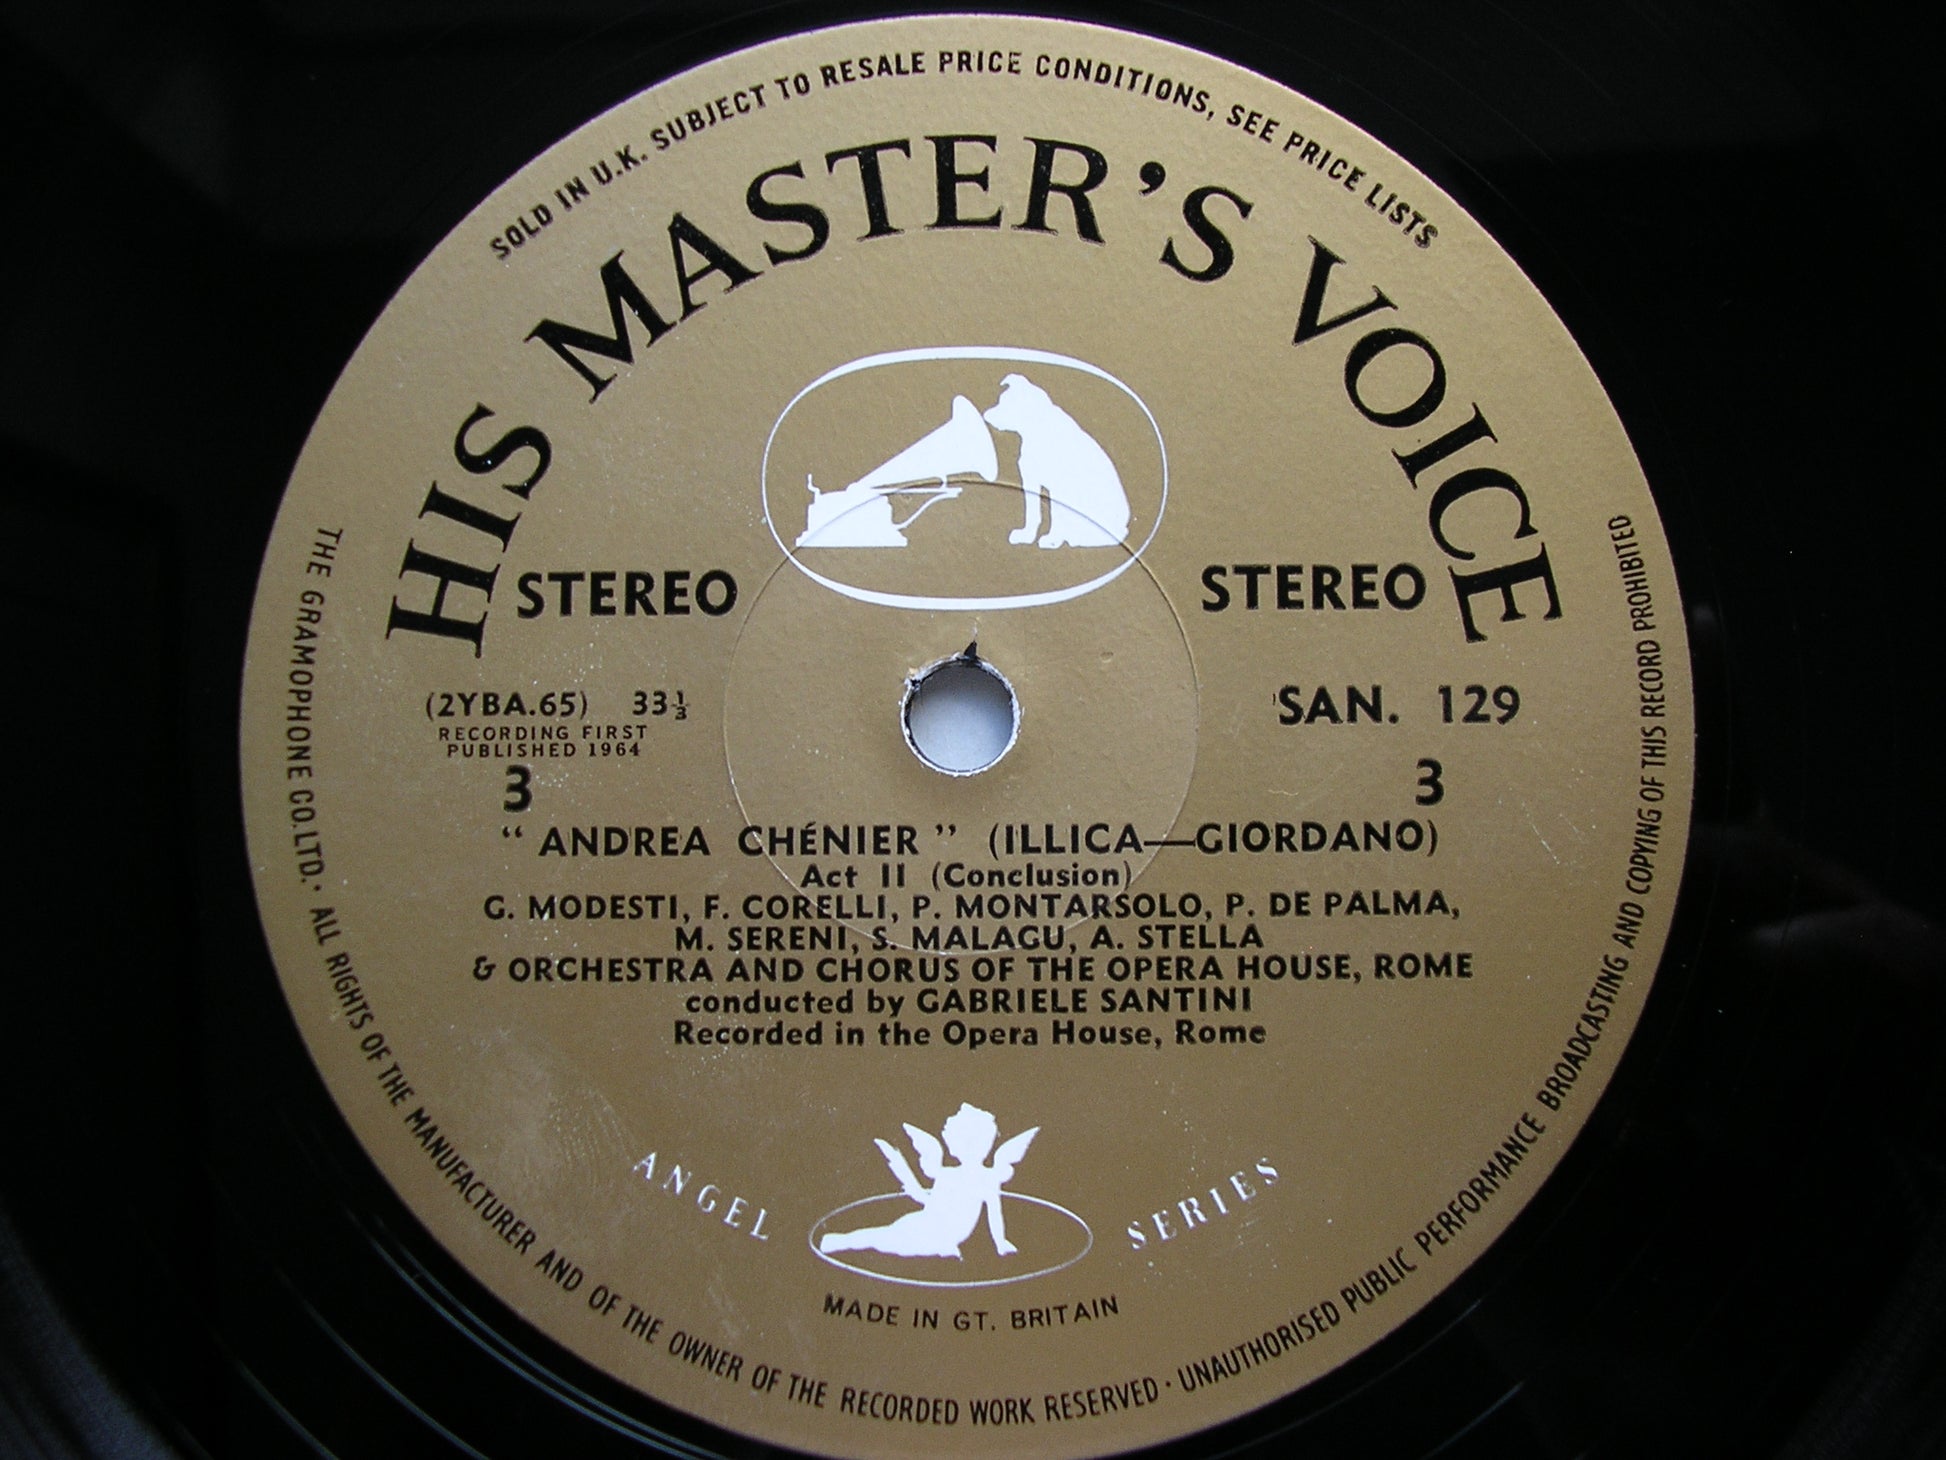 SOLD IN U.K. SUBJECT TO RESALE PRICE CONDITIONS, SEE PRICE LISTS
HIS MASTER'S VOICE
STEREO STEREO
(2YBA.65) 33⅓ SAN. 129
RECORDING FIRST
PUBLISHED 1964
3 3
" ANDREA CHÉNIER " (ILLICA—GIORDANO)
Act II (Conclusion)
G. MODESTI, F. CORELLI, P. MONTARSOLO, P. DE PALMA,
M. SERENI, S. MALAGU, A. STELLA
& ORCHESTRA AND CHORUS OF THE OPERA HOUSE, ROME
conducted by GABRIELE SANTINI
Recorded in the Opera House, Rome
ANGEL SERIES
MADE IN GT. BRITAIN
THE GRAMOPHONE CO. LTD. · ALL RIGHTS OF THE MANUFACTURER AND OF THE OWNER OF THE RECORDED WORK RESERVED · UNAUTHORISED PUBLIC PERFORMANCE BROADCASTING AND COPYING OF THIS RECORD PROHIBITED